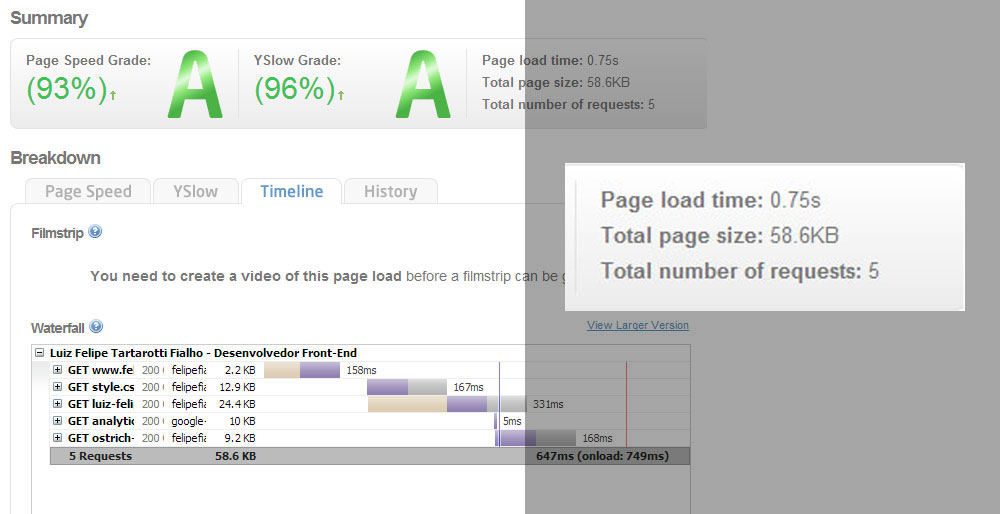 Summary
Page Speed Grade:
(93%)
A
YSlow Grade:
(96%)
A
Page load time: 0.75s
Total page size: 58.6KB
Total number of requests: 5
Breakdown
Page Speed
YSlow
Timeline
History
Filmstrip
You need to create a video of this page load before a filmstrip can be
Page load time: 0.75s
Total page size: 58.6KB
Total number of requests: 5
Waterfall
View Larger Version
Luiz Felipe Tartarotti Fialho - Desenvolvedor Front-End
GET www.fe 200 felipefia 2.2 KB 158ms
GET style.cs 200 felipefia 12.9 KB 167ms
GET luiz-feli 200 felipefia 24.4 KB 331ms
GET analytic 200 google- 10 KB 5ms
GET ostrich- 200 felipefia 9.2 KB 168ms
5 Requests 58.6 KB 647ms (onload: 749ms)